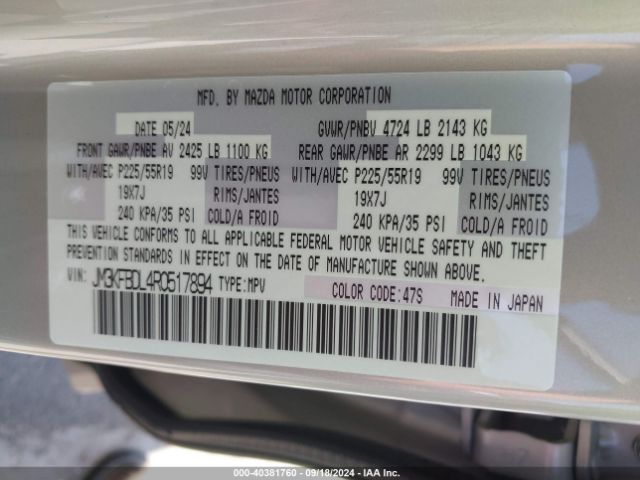 MFD. BY MAZDA MOTOR CORPORATION
DATE 05/24 GVWR/PNBV 4724 LB 2143 KG
FRONT GAWR/PNBE AV 2425 LB 1100 KG REAR GAWR/PNBE AR 2299 LB 1043 KG
WITH/AVEC P225/55R19 99V TIRES/PNEUS WITH/AVEC P225/55R19 99V TIRES/PNEUS
19X7J RIMS/JANTES 19X7J RIMS/JANTES
240 KPA/35 PSI COLD/A FROID 240 KPA/35 PSI COLD/A FROID
THIS VEHICLE CONFORMS TO ALL APPLICABLE FEDERAL MOTOR VEHICLE SAFETY AND THEFT
PREVENTION STANDARDS IN EFFECT ON THE DATE OF MANUFACTURE SHOWN ABOVE.
VIN: JM3KFBDL4R0517894 TYPE:MPV COLOR CODE:47S MADE IN JAPAN
000-40381760 - 09/18/2024 - IAA Inc.